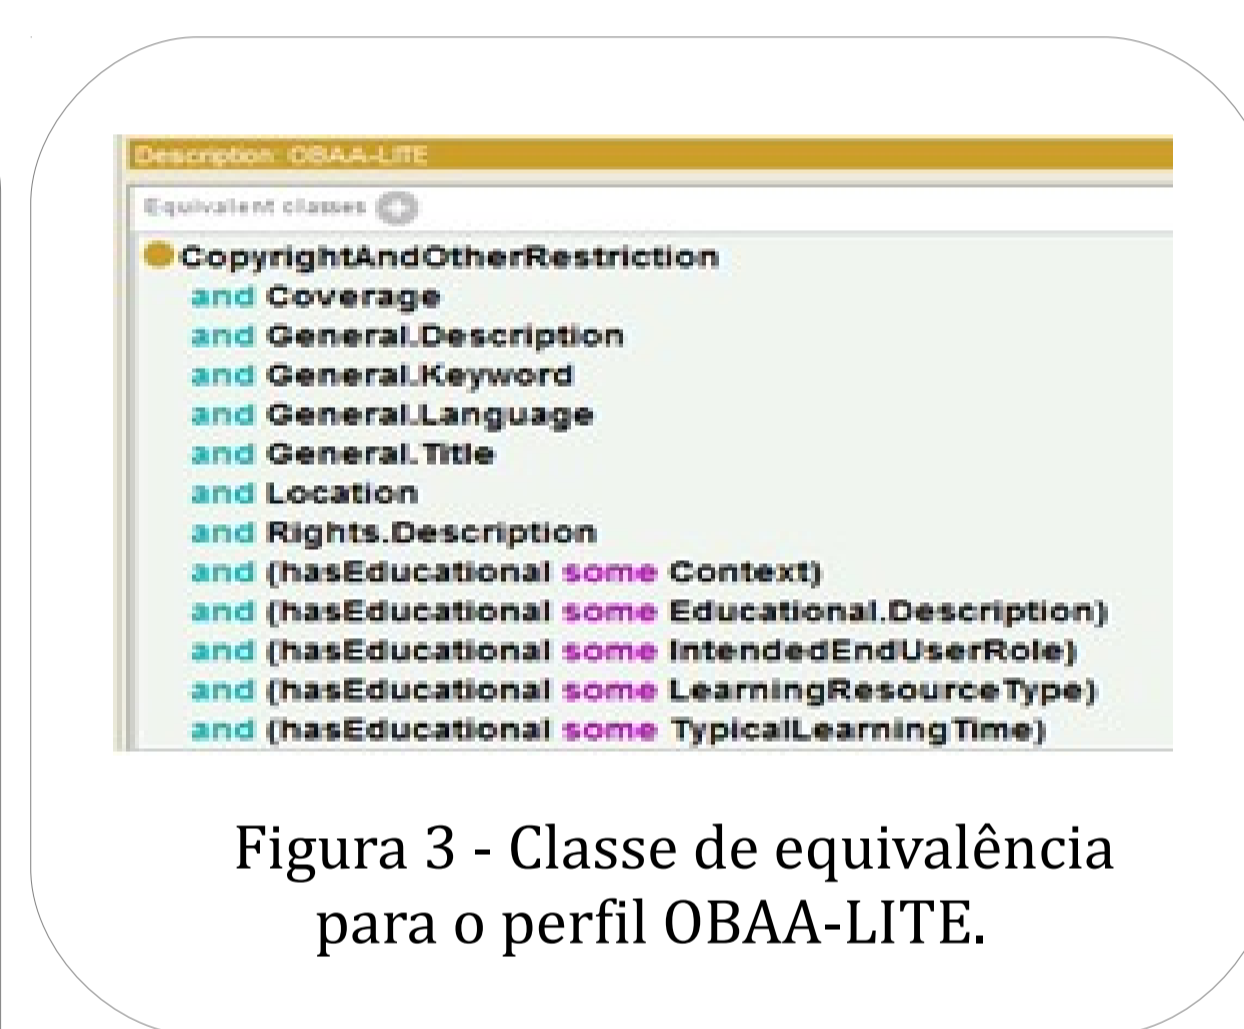 Description: OBAA-LITE
Equivalent classes
CopyrightAndOtherRestriction
and Coverage
and General.Description
and General.Keyword
and General.Language
and General.Title
and Location
and Rights.Description
and (hasEducational some Context)
and (hasEducational some Educational.Description)
and (hasEducational some IntendedEndUserRole)
and (hasEducational some LearningResourceType)
and (hasEducational some TypicalLearningTime)
Figura 3 - Classe de equivalência
para o perfil OBAA-LITE.